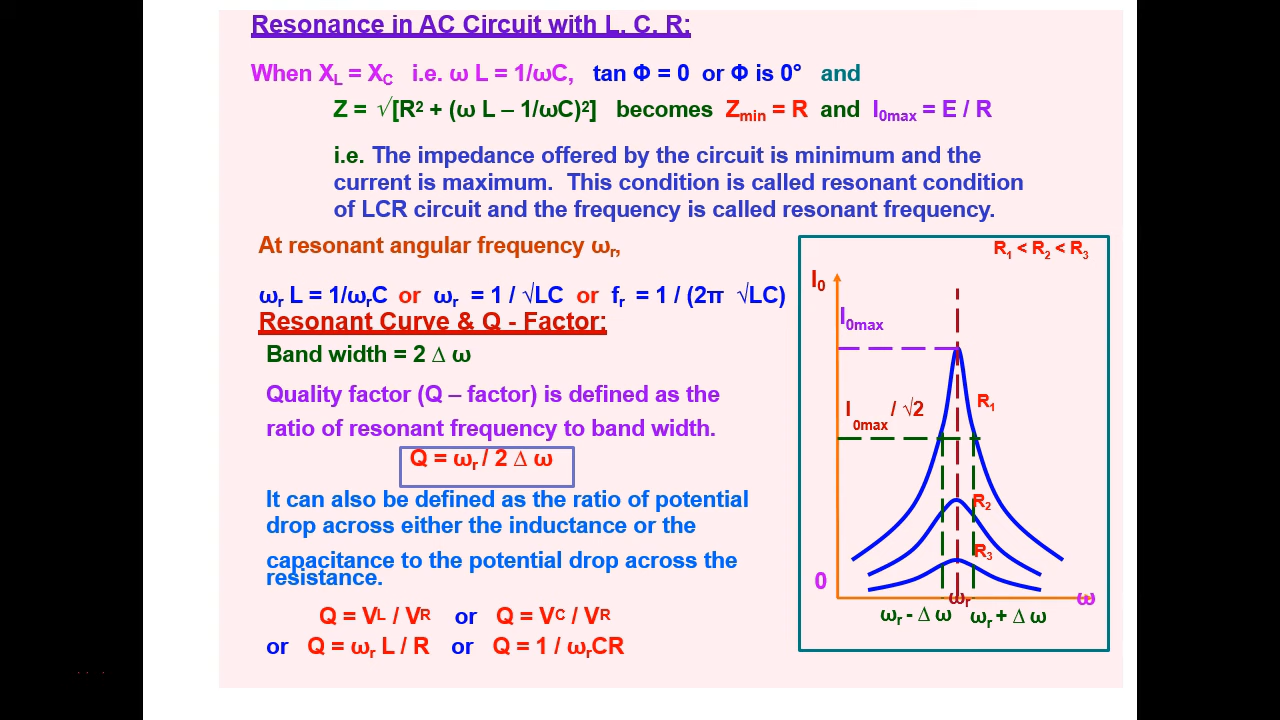 Resonance in AC Circuit with L, C, R:
When XL = XC i.e. ω L = 1/ωC, tan Φ = 0 or Φ is 0° and
Z = √[R² + (ω L – 1/ωC)²] becomes Zmin = R and I0max = E / R
i.e. The impedance offered by the circuit is minimum and the
current is maximum. This condition is called resonant condition
of LCR circuit and the frequency is called resonant frequency.
At resonant angular frequency ωr,
ωr L = 1/ωrC or ωr = 1 / √LC or fr = 1 / (2π √LC)
Resonant Curve & Q - Factor:
Band width = 2 ∆ ω
Quality factor (Q – factor) is defined as the
ratio of resonant frequency to band width.
Q = ωr / 2 ∆ ω
It can also be defined as the ratio of potential
drop across either the inductance or the
capacitance to the potential drop across the
resistance.
Q = VL / VR or Q = VC / VR
or Q = ωr L / R or Q = 1 / ωrCR
R1 < R2 < R3
I0
I0max
I0max / √2
R1
R2
R3
0
ωr
ω
ωr - ∆ ω
ωr + ∆ ω